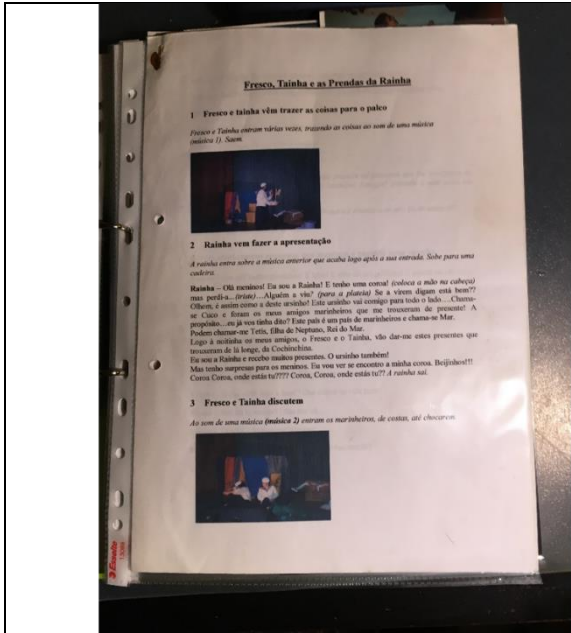 Fresco, Tainha e as Prendas da Rainha
1 Fresco e tainha vêm trazer as coisas para o palco
Fresco e Tainha entram várias vezes, trazendo as coisas ao som de uma música
(música 1). Saem.
2 Rainha vem fazer a apresentação
A rainha entra sobre a música anterior que acaba logo após a sua entrada. Sobe para uma
cadeira.
Rainha – Olá meninos! Eu sou a Rainha! E tenho uma coroa! (coloca a mão na cabeça)
mas perdi-a...(triste)…Alguém a viu? (para a plateia) Se a virem digam está bem??
Olhem, é assim como a deste ursinho! Este ursinho vai comigo para todo o lado…Chama-
se Cuco e foram os meus amigos marinheiros que me trouxeram de presente! A
propósito…eu já vos tinha dito? Este país é um país de marinheiros e chama-se Mar.
Podem chamar-me Tetis, filha de Neptuno, Rei do Mar.
Logo à noitinha os meus amigos, o Fresco e o Tainha, vão dar-me estes presentes que
trouxeram de lá longe, da Cochinchina.
Eu sou a Rainha e recebo muitos presentes. O ursinho também!
Mas tenho surpresas para os meninos. Eu vou ver se encontro a minha coroa. Beijinhos!!!
Coroa Coroa, onde estás tu???? Coroa, Coroa, onde estás tu?? A rainha sai.
3 Fresco e Tainha discutem
Ao som de uma música (música 2) entram os marinheiros, de costas, até chocarem.
Esselte